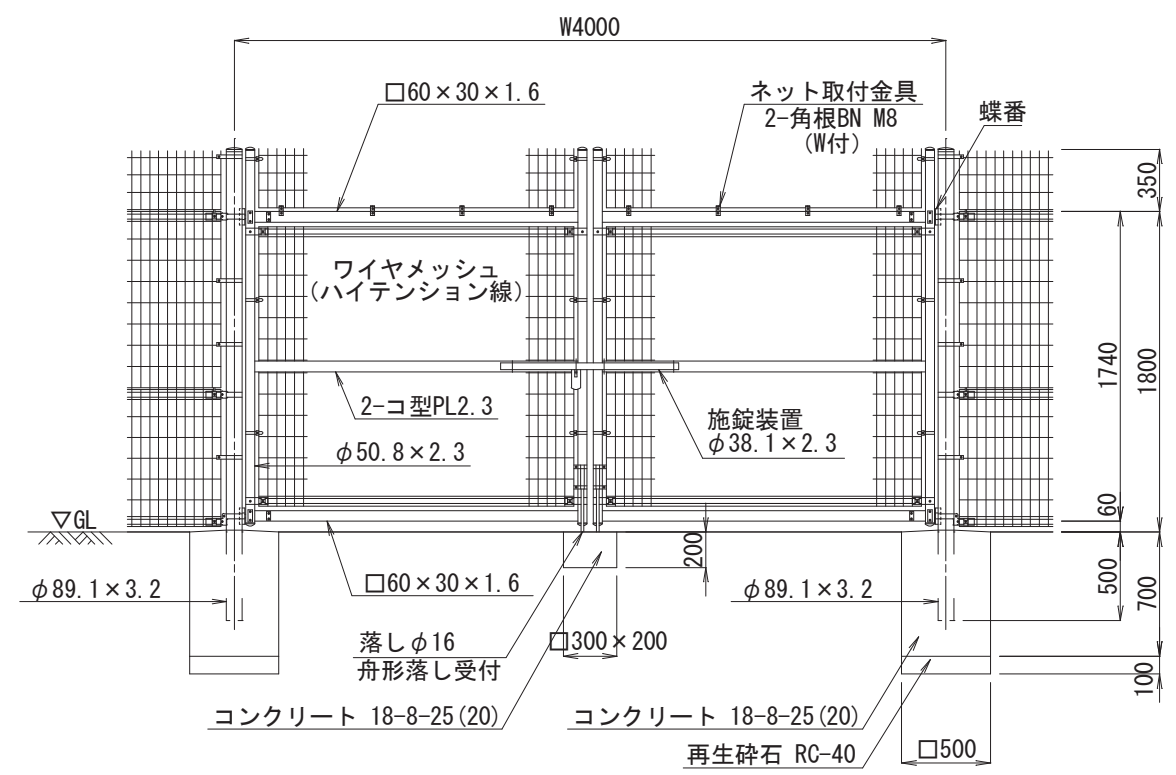 W4000
□60×30×1.6
ネット取付金具
2-角根BN M8
(W付)
蝶番
350
ワイヤメッシュ
(ハイテンション線)
1740
1800
2-コ型PL2.3
施錠装置
φ38.1×2.3
φ50.8×2.3
60
▽GL
200
500
700
φ89.1×3.2
□60×30×1.6
φ89.1×3.2
落しφ16
舟形落し受付
□300×200
100
コンクリート 18-8-25(20)
コンクリート 18-8-25(20)
再生砕石 RC-40
□500